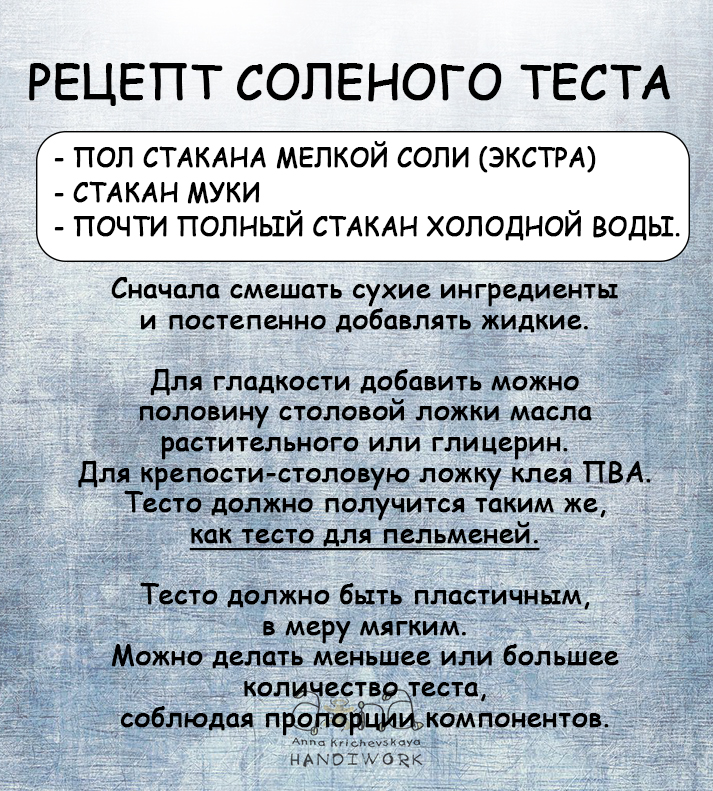 РЕЦЕПТ СОЛЕНОГО ТЕСТА
- ПОЛ СТАКАНА МЕЛКОЙ СОЛИ (ЭКСТРА)
- СТАКАН МУКИ
- ПОЧТИ ПОЛНЫЙ СТАКАН ХОЛОДНОЙ ВОДЫ.
Сначала смешать сухие ингредиенты
и постепенно добавлять жидкие.
Для гладкости добавить можно
половину столовой ложки масла
растительного или глицерин.
Для крепости-столовую ложку клея ПВА.
Тесто должно получится таким же,
как тесто для пельменей.
Тесто должно быть пластичным,
в меру мягким.
Можно делать меньшее или большее
количество теста,
соблюдая пропорции компонентов.
Anna Krichevskaya
HANDIWORK